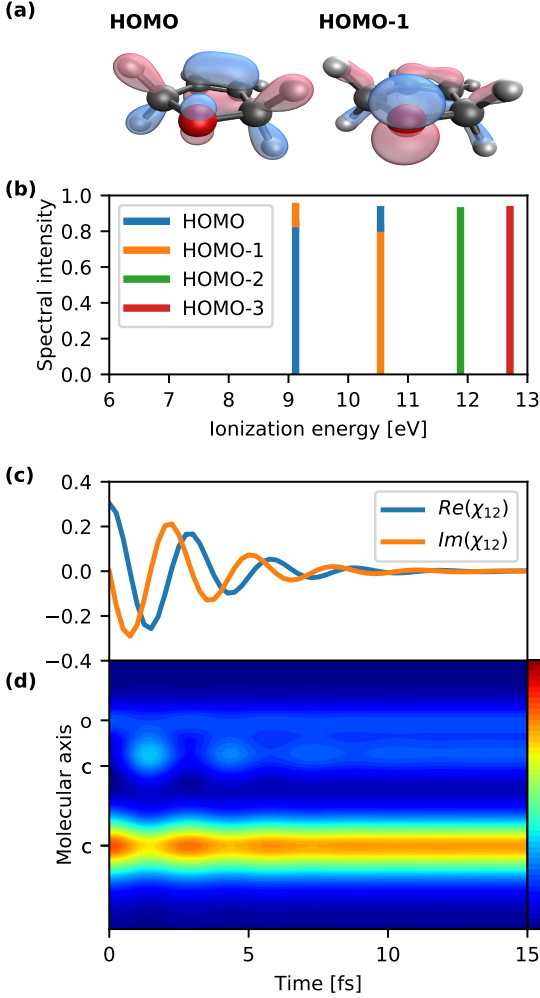 (a)
HOMO HOMO-1
(b)
Spectral intensity
1.0
0.8
0.6
0.4
0.2
0.0
HOMO
HOMO-1
HOMO-2
HOMO-3
6 7 8 9 10 11 12 13
Ionization energy [eV]
(c)
0.4
0.2
0.0
−0.2
−0.4
Re(χ₁₂)
Im(χ₁₂)
(d)
Molecular axis
o
c
c
0 5 10 15
Time [fs]